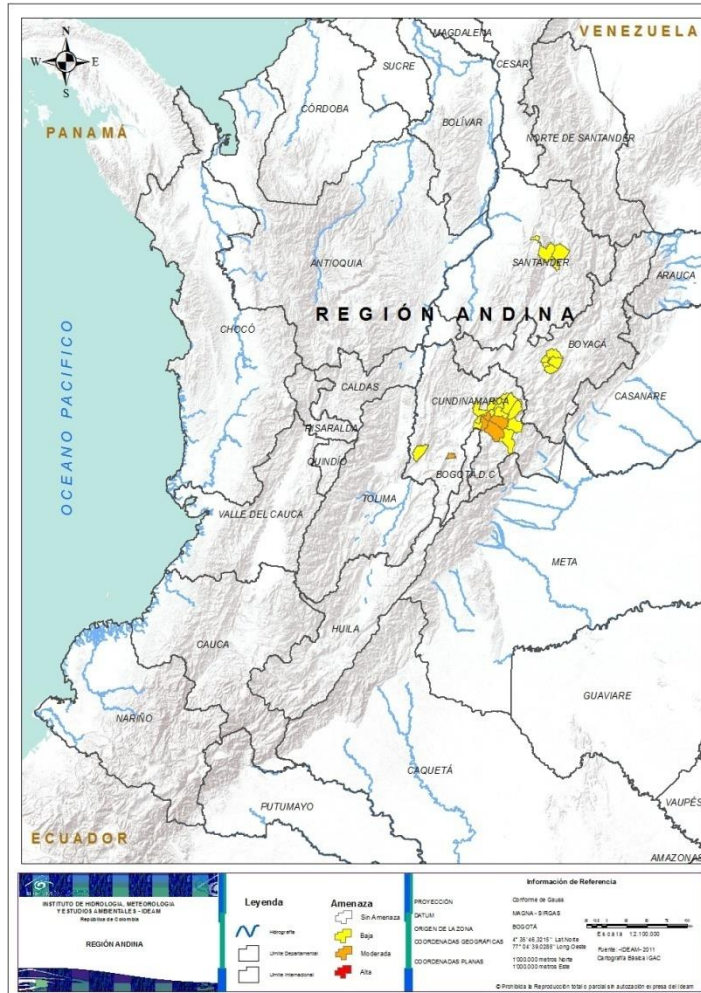 N
W E
S
VENEZUELA
MAGDALENA
CESAR
SUCRE
CÓRDOBA
BOLÍVAR
PANAMÁ
NORTE DE SANTANDER
ANTIOQUIA
SANTANDER
ARAUCA
REGIÓN ANDINA
CHOCÓ
BOYACÁ
CALDAS
CUNDINAMARCA
CASANARE
OCEANO PACIFICO
RISARALDA
QUINDÍO
BOGOTÁ D.C
TOLIMA
VALLE DEL CAUCA
META
HUILA
CAUCA
GUAVIARE
NARIÑO
CAQUETÁ
VAUPÉS
PUTUMAYO
ECUADOR
AMAZONAS
INSTITUTO DE HIDROLOGIA, METEOROLOGIA
Y ESTUDIOS AMBIENTALES - IDEAM
República de Colombia
REGIÓN ANDINA
Leyenda
Hidrografía
Límite Departamental
Límite Internacional
Amenaza
Sin Amenaza
Baja
Moderada
Alta
Información de Referencia
PROYECCIÓN Conforme de Gauss
DATUM MAGNA - SIRGAS
ORIGEN DE LA ZONA BOGOTÁ
COORDENADAS GEOGRÁFICAS
COORDENADAS PLANAS 1'000.000 metros Norte
1'000.000 metros Este
Escala 1:2.100.000
Fuente: -IDEAM- 2011
Cartografía Básica IGAC
© Prohibida la Reproducción total o parcial sin autorización expresa del Ideam